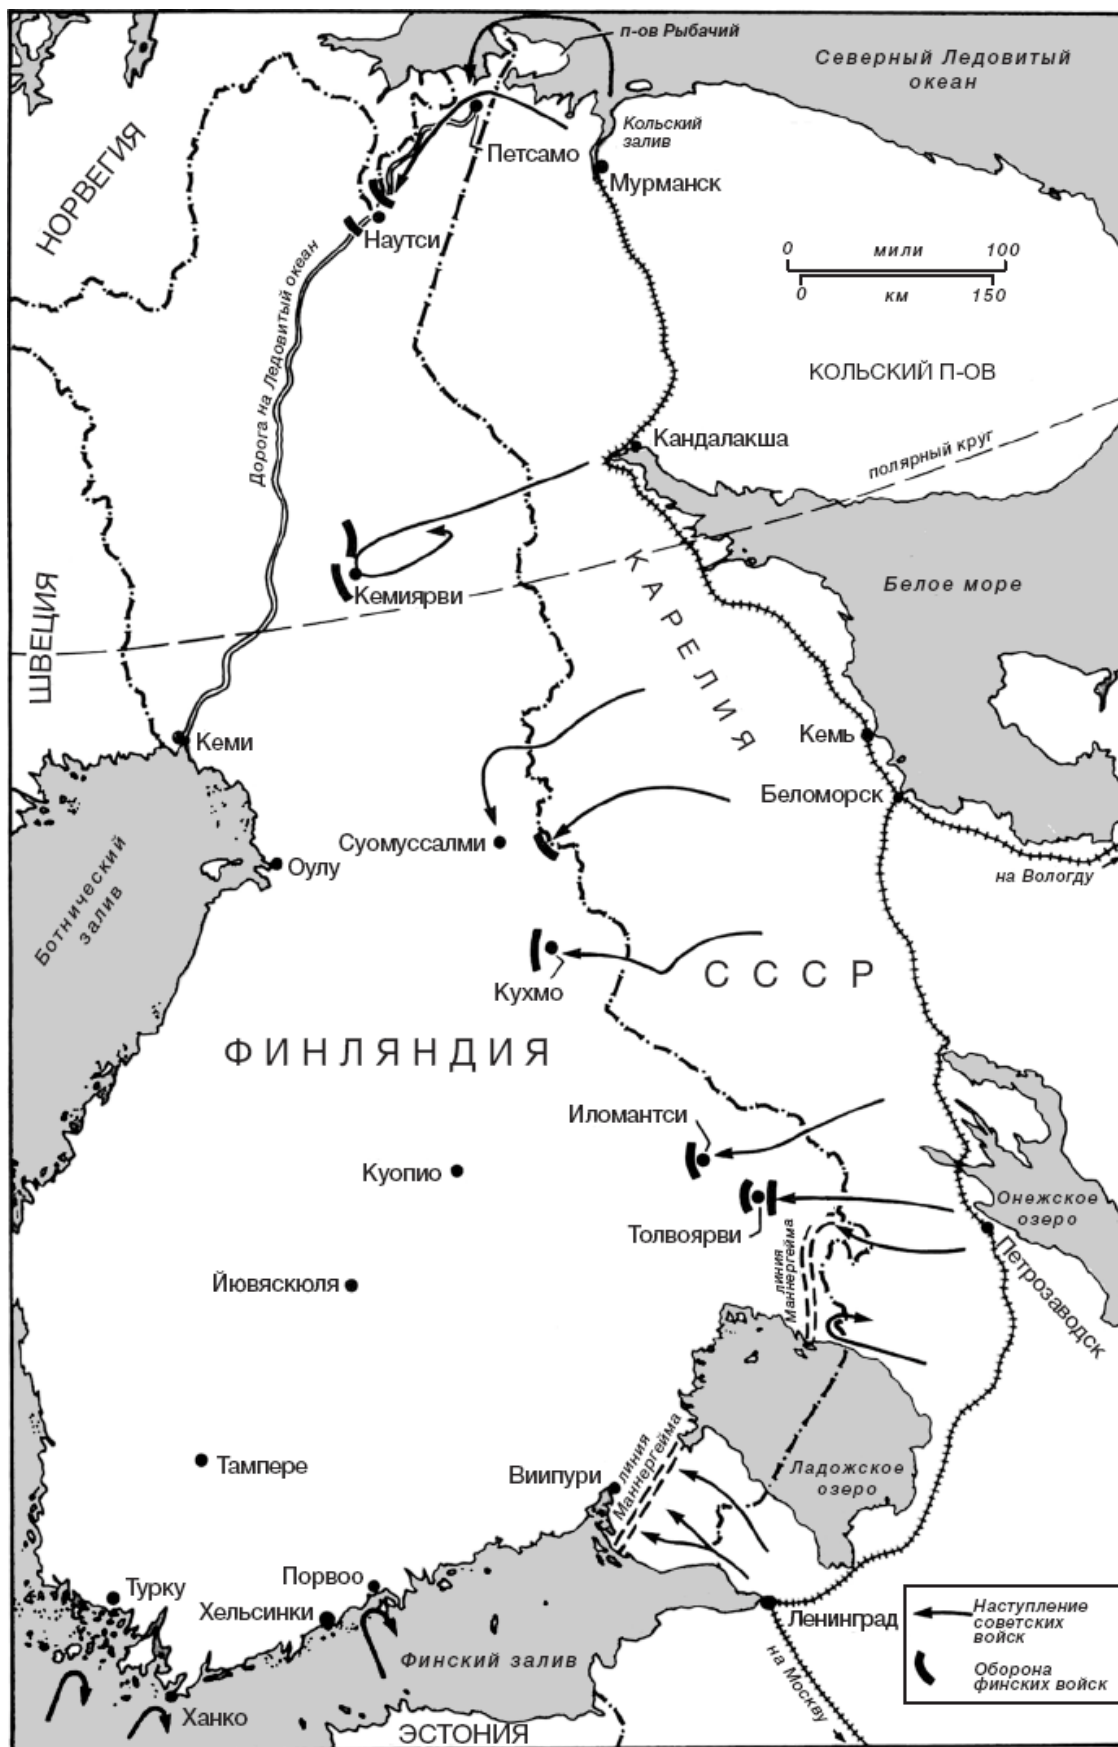 п-ов Рыбачий
Северный Ледовитый
океан
Кольский
залив
Петсамо
Мурманск
НОРВЕГИЯ
Наутси
0 мили 100
0 км 150
Дорога на Ледовитый океан
КОЛЬСКИЙ П-ОВ
Кандалакша
полярный круг
КАРЕЛИЯ
Белое море
Кемиярви
ШВЕЦИЯ
Кеми
Кемь
Беломорск
Суомуссалми
Оулу
на Вологду
Ботнический
залив
СССР
Кухмо
ФИНЛЯНДИЯ
Иломантси
Куопио
Онежское
озеро
Толвоярви
линия
Маннергейма
Петрозаводск
Йювяскюля
линия
Маннергейма
Виипури
Тампере
Ладожское
озеро
Турку
Порвоо
Хельсинки
Ленинград
Финский залив
на Москву
Ханко
ЭСТОНИЯ
Наступление
советских
войск
Оборона
финских войск